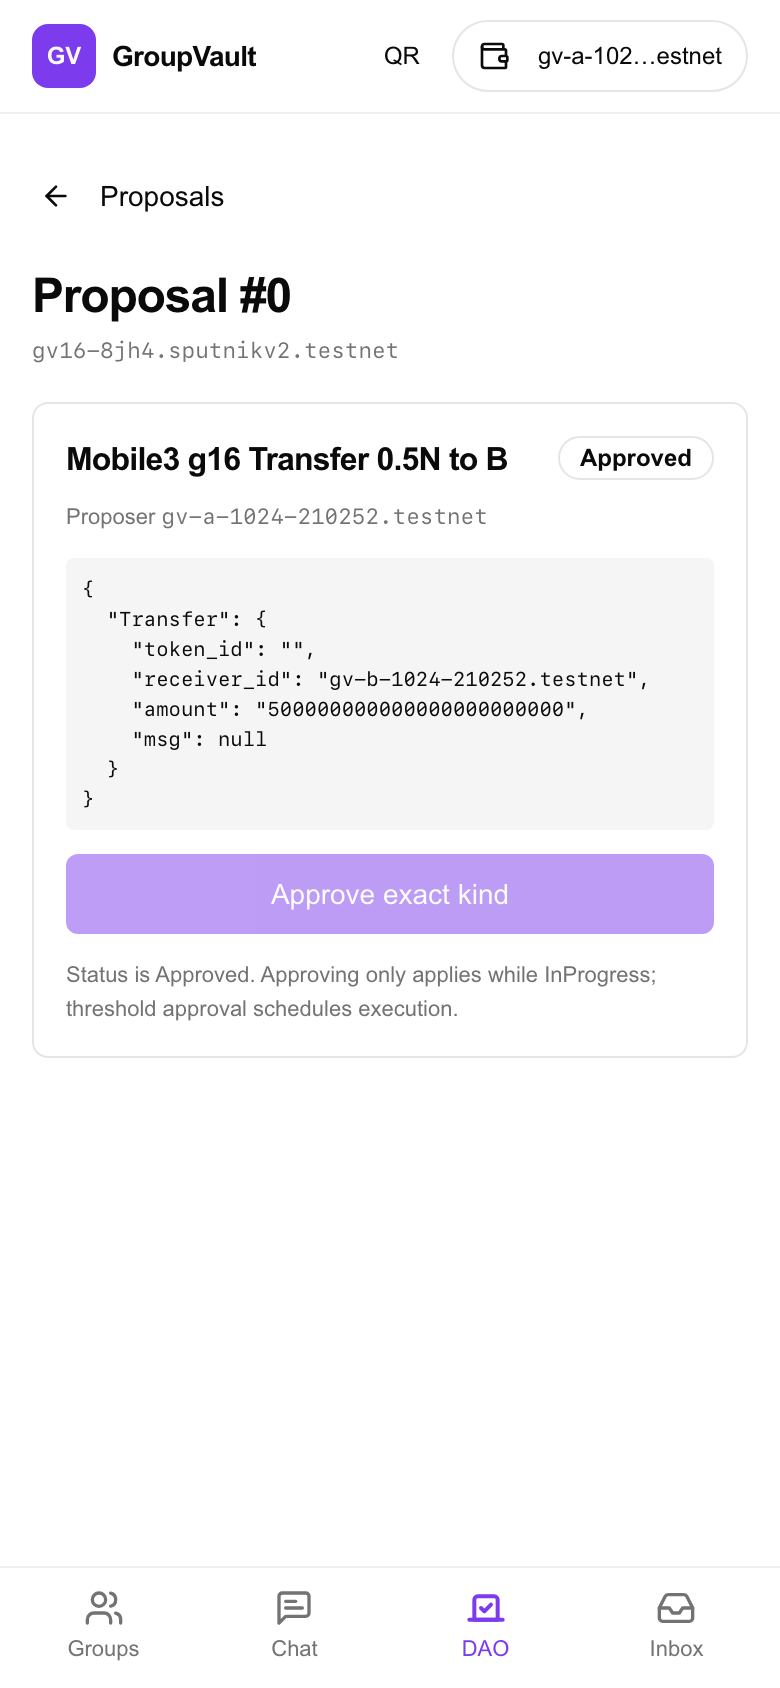 GV GroupVault QR gv-a-102...estnet
Proposals
Proposal #0
gv16-8jh4.sputnikv2.testnet
Mobile3 g16 Transfer 0.5N to B Approved
Proposer gv-a-1024-210252.testnet
{
  "Transfer": {
    "token_id": "",
    "receiver_id": "gv-b-1024-210252.testnet",
    "amount": "500000000000000000000000",
    "msg": null
  }
}
Approve exact kind
Status is Approved. Approving only applies while InProgress;
threshold approval schedules execution.
Groups Chat DAO Inbox